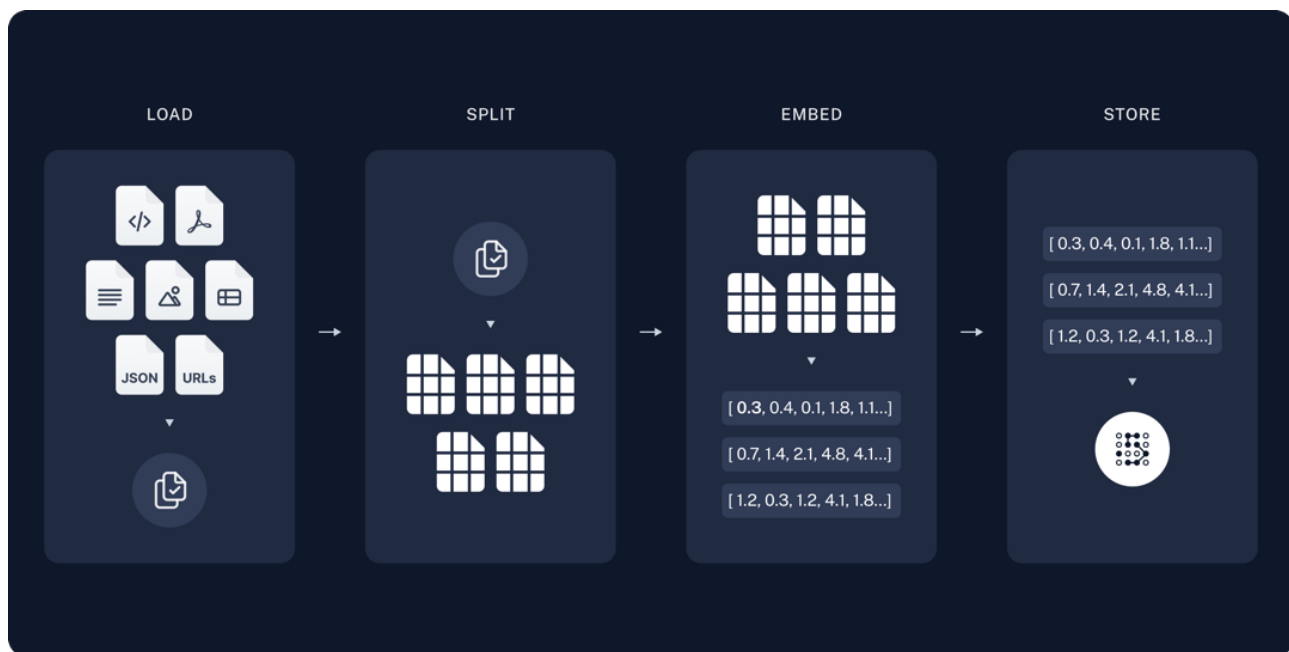 LOAD
SPLIT
EMBED
STORE
</>
JSON
URLs
[ 0.3, 0.4, 0.1, 1.8, 1.1...]
[ 0.7, 1.4, 2.1, 4.8, 4.1...]
[ 1.2, 0.3, 1.2, 4.1, 1.8...]
[ 0.3, 0.4, 0.1, 1.8, 1.1...]
[ 0.7, 1.4, 2.1, 4.8, 4.1...]
[ 1.2, 0.3, 1.2, 4.1, 1.8...]